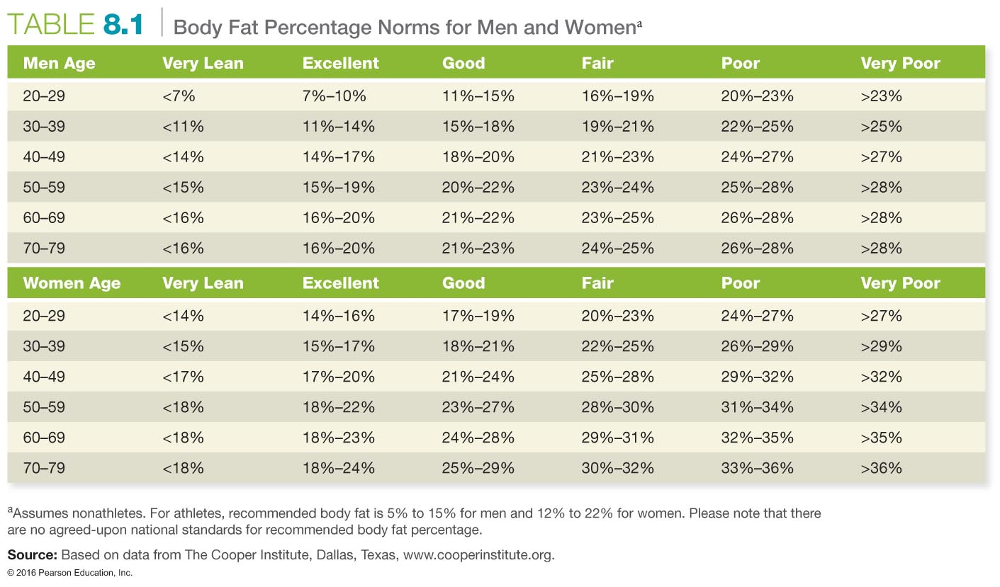 TABLE 8.1 Body Fat Percentage Norms for Men and Womenᵃ
Men Age Very Lean Excellent Good Fair Poor Very Poor
20–29 <7% 7%–10% 11%–15% 16%–19% 20%–23% >23%
30–39 <11% 11%–14% 15%–18% 19%–21% 22%–25% >25%
40–49 <14% 14%–17% 18%–20% 21%–23% 24%–27% >27%
50–59 <15% 15%–19% 20%–22% 23%–24% 25%–28% >28%
60–69 <16% 16%–20% 21%–22% 23%–25% 26%–28% >28%
70–79 <16% 16%–20% 21%–23% 24%–25% 26%–28% >28%
Women Age Very Lean Excellent Good Fair Poor Very Poor
20–29 <14% 14%–16% 17%–19% 20%–23% 24%–27% >27%
30–39 <15% 15%–17% 18%–21% 22%–25% 26%–29% >29%
40–49 <17% 17%–20% 21%–24% 25%–28% 29%–32% >32%
50–59 <18% 18%–22% 23%–27% 28%–30% 31%–34% >34%
60–69 <18% 18%–23% 24%–28% 29%–31% 32%–35% >35%
70–79 <18% 18%–24% 25%–29% 30%–32% 33%–36% >36%
ᵃAssumes nonathletes. For athletes, recommended body fat is 5% to 15% for men and 12% to 22% for women. Please note that there
are no agreed-upon national standards for recommended body fat percentage.
Source: Based on data from The Cooper Institute, Dallas, Texas, www.cooperinstitute.org.
© 2016 Pearson Education, Inc.